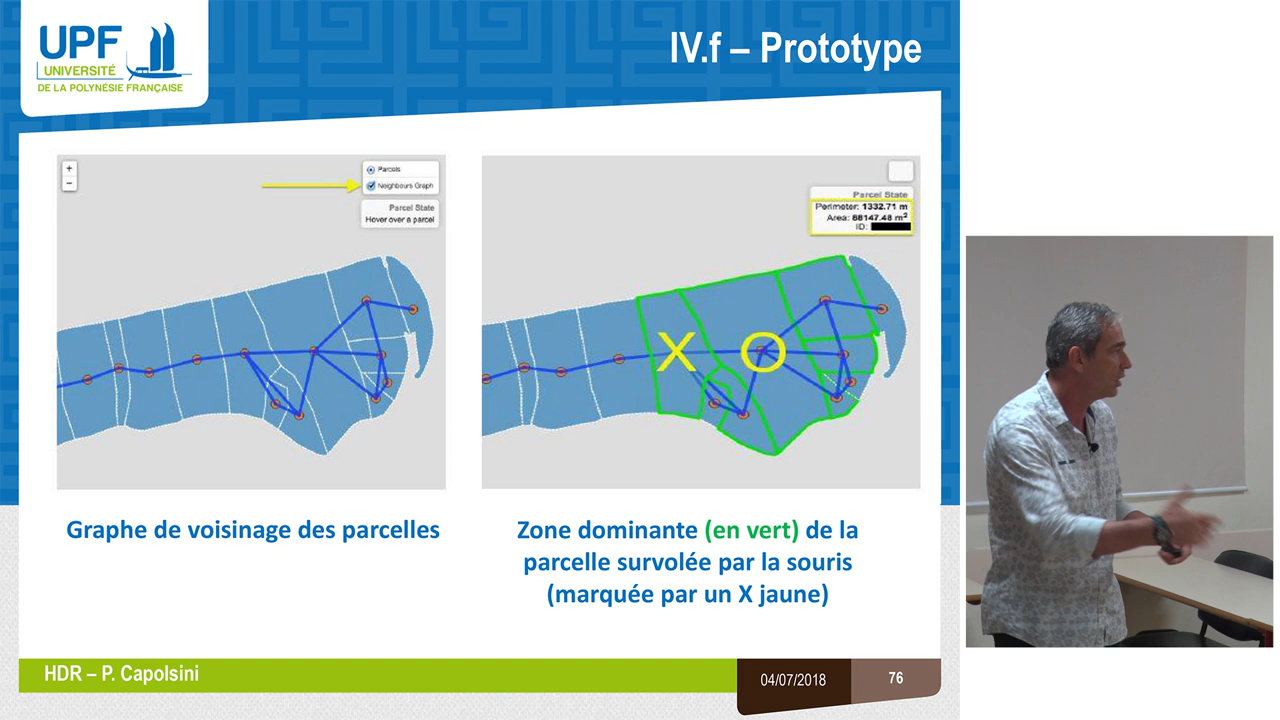 UPF
UNIVERSITÉ
DE LA POLYNÉSIE FRANÇAISE
IV.f – Prototype
+
−
Parcels
Neighbours Graph
Parcel State
Hover over a parcel
Parcel State
Perimeter: 1332.71 m
Area: 88147.48 m²
ID:
X
O
Graphe de voisinage des parcelles
Zone dominante (en vert) de la
parcelle survolée par la souris
(marquée par un X jaune)
HDR – P. Capolsini
04/07/2018
76